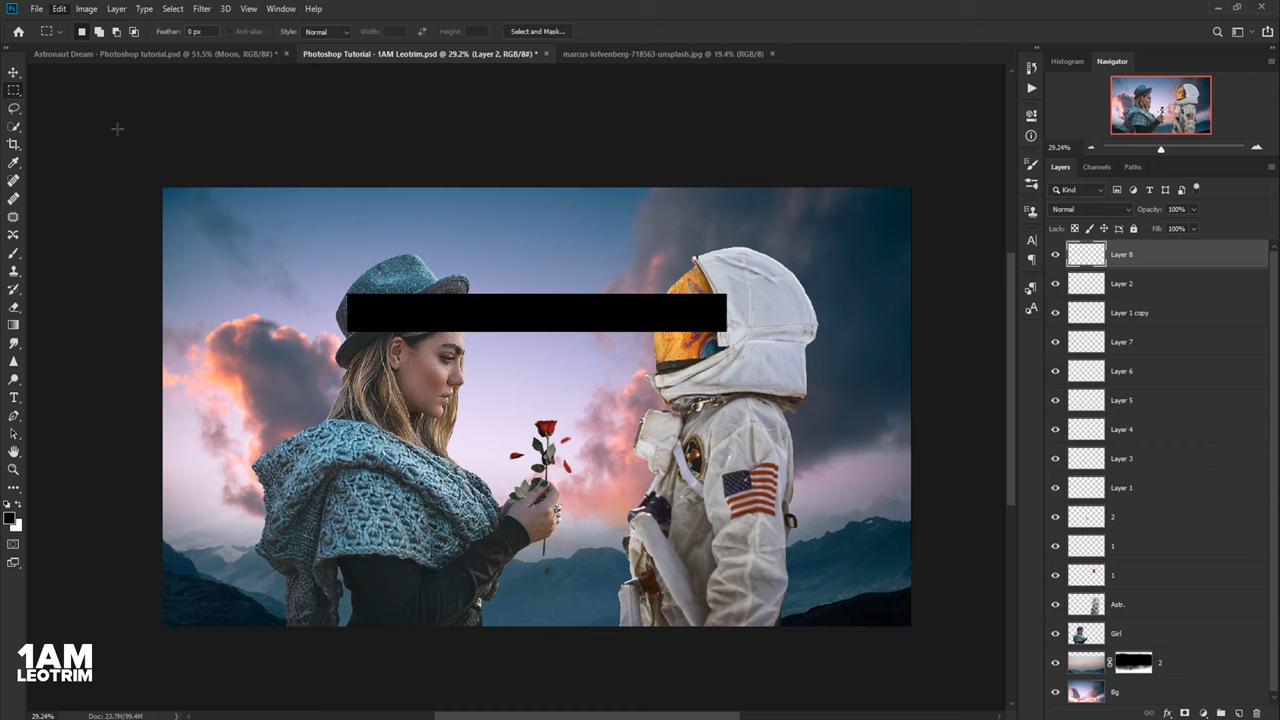 Ps File Edit Image Layer Type Select Filter 3D View Window Help
Feather: 0 px Anti-alias Style: Normal Width: Height: Select and Mask...
Astronaut Dream - Photoshop tutorial.psd @ 51.5% (Moon, RGB/8#) * ×
Photoshop Tutorial - 1AM Leotrim.psd @ 29.2% (Layer 2, RGB/8#) * ×
marcus-lofvenberg-718563-unsplash.jpg @ 19.4% (RGB/8) ×
Histogram Navigator
29.24%
Layers Channels Paths
Kind
Normal Opacity: 100%
Lock: Fill: 100%
Layer 8
Layer 2
Layer 1 copy
Layer 7
Layer 6
Layer 5
Layer 4
Layer 3
Layer 1
2
1
1
Astr.
Girl
2
Bg
1AM
LEOTRIM
29.24% Doc: 23.7M/99.4M